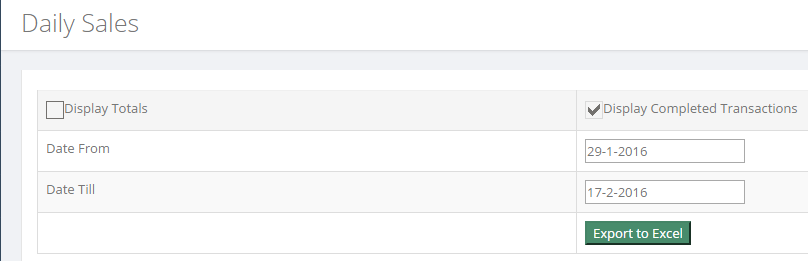 Daily Sales
Display Totals
Display Completed Transactions
Date From
29-1-2016
Date Till
17-2-2016
Export to Excel